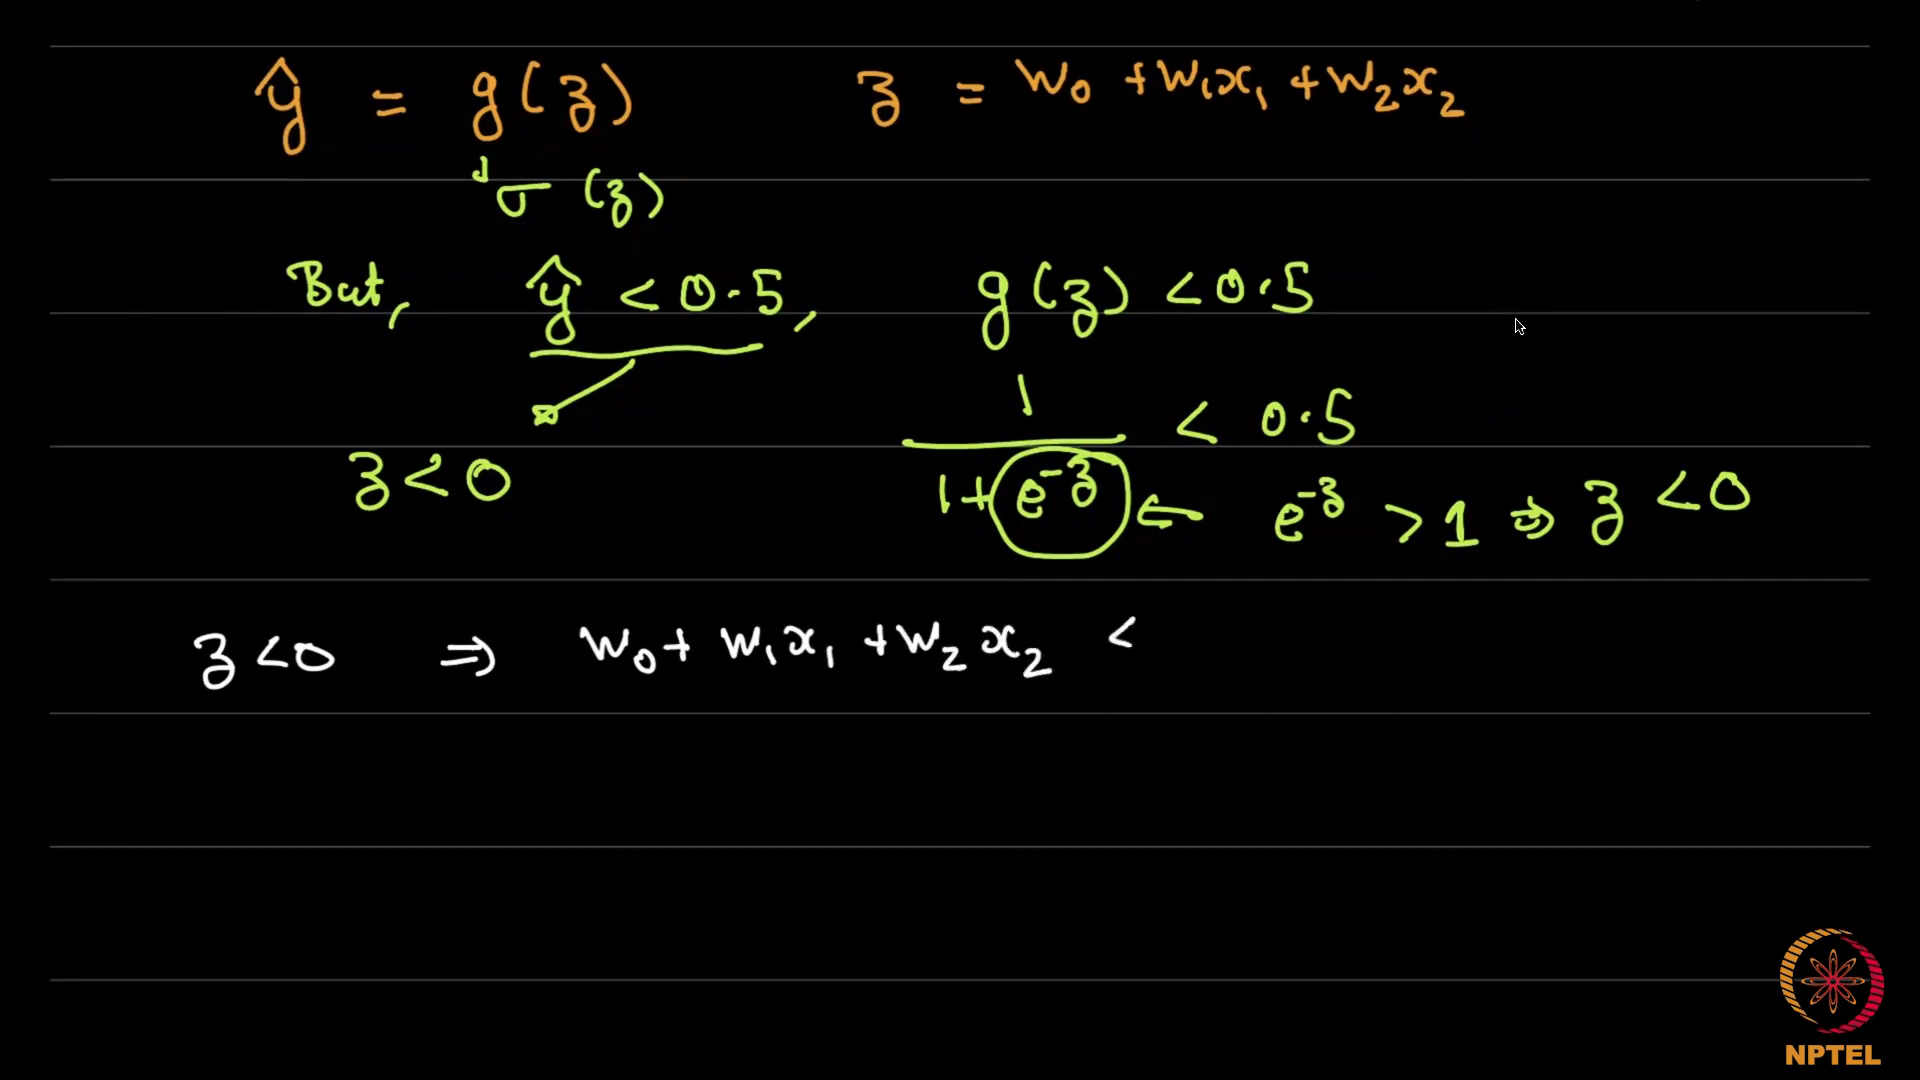 ŷ = g(z) z = w₀ + w₁x₁ + w₂x₂
↓ σ(z)
But, ŷ < 0.5, g(z) < 0.5
1 / (1 + e⁻ᶻ) < 0.5
z < 0 ← e⁻ᶻ > 1 ⇒ z < 0
z < 0 ⇒ w₀ + w₁x₁ + w₂x₂ <
NPTEL